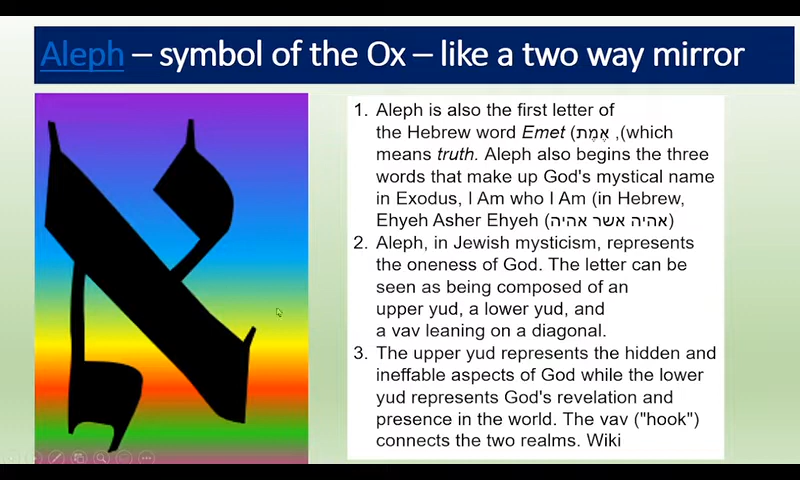 Aleph – symbol of the Ox – like a two way mirror
1. Aleph is also the first letter of
the Hebrew word Emet (אֶמֶת ,(which
means truth. Aleph also begins the three
words that make up God's mystical name
in Exodus, I Am who I Am (in Hebrew,
Ehyeh Asher Ehyeh (אהיה אשר אהיה)
2. Aleph, in Jewish mysticism, represents
the oneness of God. The letter can be
seen as being composed of an
upper yud, a lower yud, and
a vav leaning on a diagonal.
3. The upper yud represents the hidden and
ineffable aspects of God while the lower
yud represents God's revelation and
presence in the world. The vav ("hook")
connects the two realms. Wiki
א